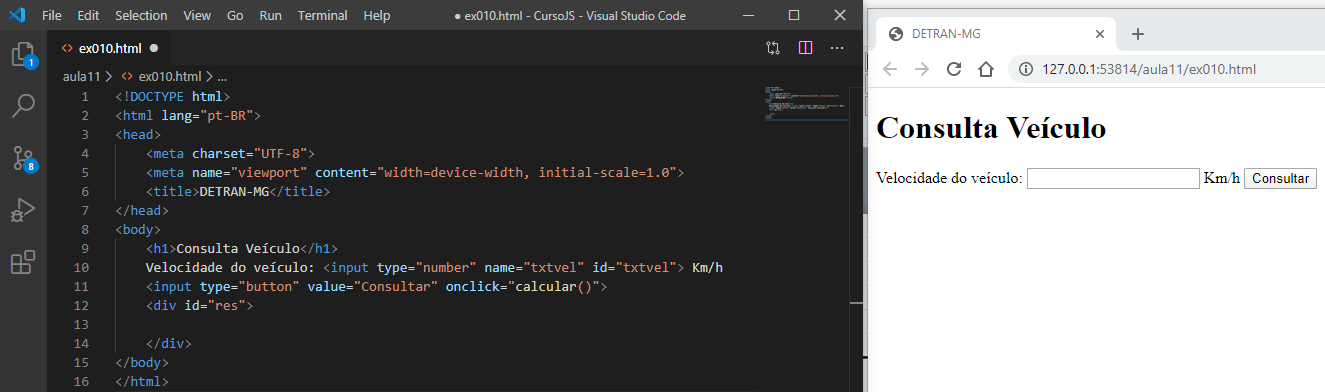 File Edit Selection View Go Run Terminal Help ● ex010.html - CursoJS - Visual Studio Code
<> ex010.html ●
aula11 > <> ex010.html > ...
1 <!DOCTYPE html>
2 <html lang="pt-BR">
3 <head>
4 <meta charset="UTF-8">
5 <meta name="viewport" content="width=device-width, initial-scale=1.0">
6 <title>DETRAN-MG</title>
7 </head>
8 <body>
9 <h1>Consulta Veículo</h1>
10 Velocidade do veículo: <input type="number" name="txtvel" id="txtvel"> Km/h
11 <input type="button" value="Consultar" onclick="calcular()">
12 <div id="res">
13
14 </div>
15 </body>
16 </html>
1
8
DETRAN-MG
127.0.0.1:53814/aula11/ex010.html
Consulta Veículo
Velocidade do veículo: Km/h Consultar